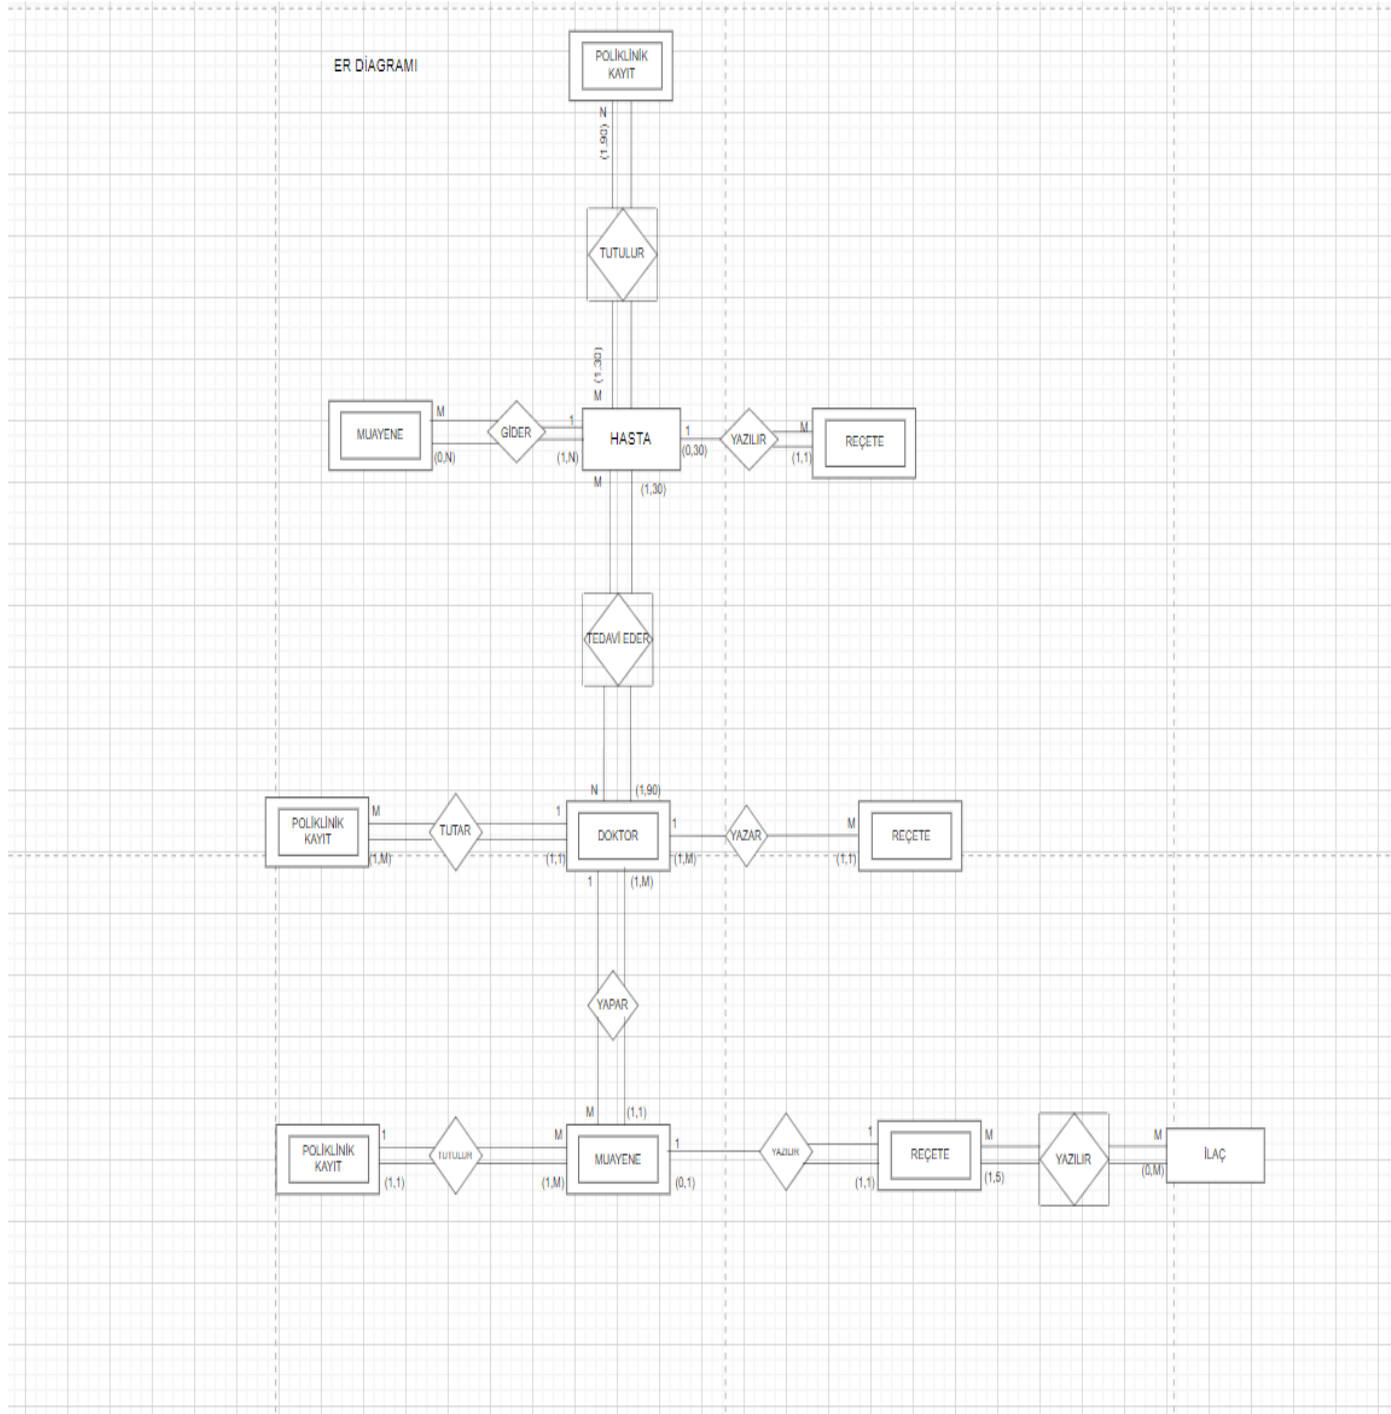 ER DİAGRAMI
POLİKLİNİK
KAYIT
N
(1,90)
TUTULUR
(1,30)
M
MUAYENE
M
(0,N)
GİDER
1
(1,N)
HASTA
1
(0,30)
YAZILIR
M
(1,1)
REÇETE
M
(1,30)
TEDAVİ EDER
N
(1,90)
POLİKLİNİK
KAYIT
M
(1,M)
TUTAR
1
(1,1)
DOKTOR
1
(1,M)
YAZAR
M
(1,1)
REÇETE
1
(1,M)
YAPAR
M
(1,1)
POLİKLİNİK
KAYIT
1
(1,1)
TUTULUR
M
(1,M)
MUAYENE
1
(0,1)
YAZILIR
1
(1,1)
REÇETE
M
(1,5)
YAZILIR
M
(0,M)
İLAÇ